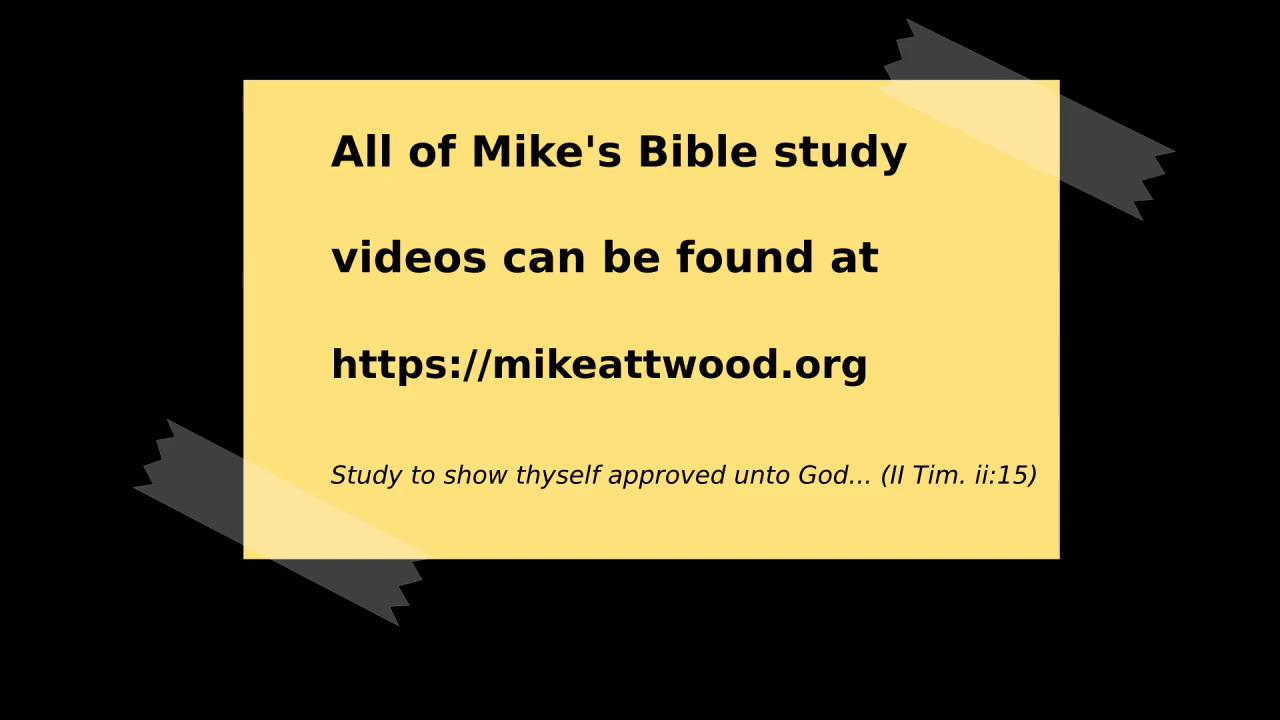 All of Mike's Bible study
videos can be found at
https://mikeattwood.org
Study to show thyself approved unto God... (II Tim. ii:15)